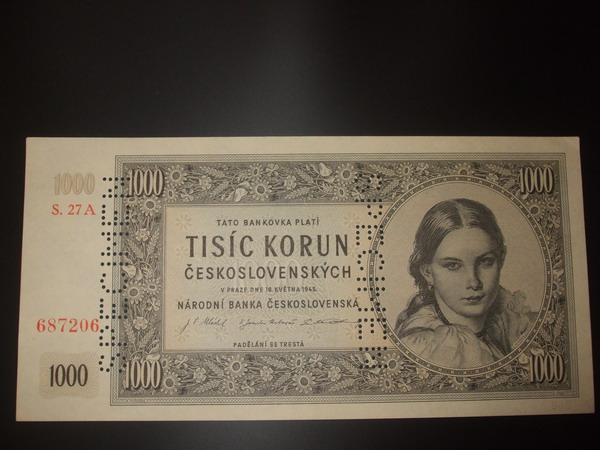 1000
1000
1000
S. 27 A
TATO BANKOVKA PLATÍ
TISÍC KORUN
ČESKOSLOVENSKÝCH
V PRAZE DNE 16. KVĚTNA 1945.
NÁRODNÍ BANKA ČESKOSLOVENSKÁ
687206
PADĚLÁNÍ SE TRESTÁ
1000
1000
1000